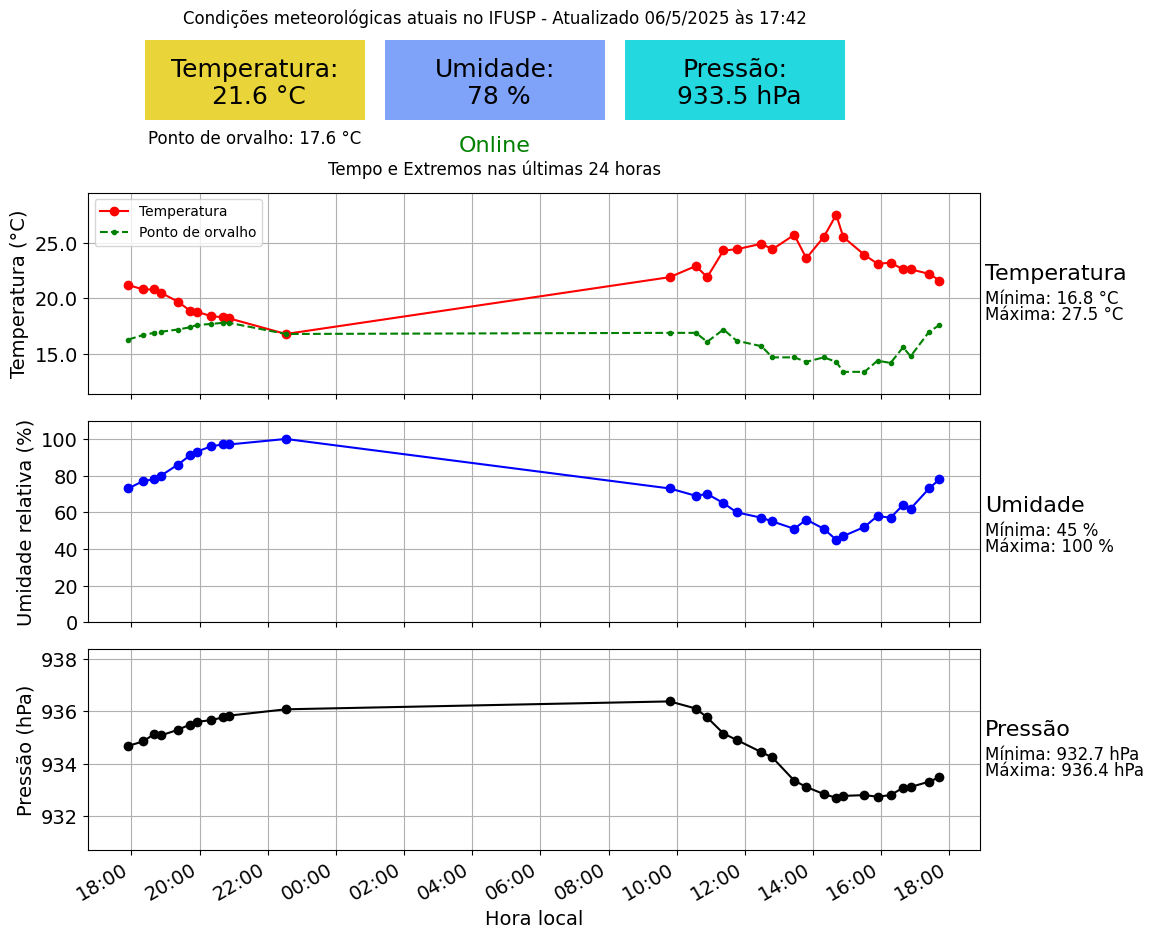 Condições meteorológicas atuais no IFUSP - Atualizado 06/5/2025 às 17:42
Temperatura:
21.6 °C
Umidade:
78 %
Pressão:
933.5 hPa
Ponto de orvalho: 17.6 °C
Online
Tempo e Extremos nas últimas 24 horas
Temperatura (°C)
25.0
20.0
15.0
Temperatura
Ponto de orvalho
Temperatura
Mínima: 16.8 °C
Máxima: 27.5 °C
Umidade relativa (%)
100
80
60
40
20
0
Umidade
Mínima: 45 %
Máxima: 100 %
Pressão (hPa)
938
936
934
932
Pressão
Mínima: 932.7 hPa
Máxima: 936.4 hPa
18:00 20:00 22:00 00:00 02:00 04:00 06:00 08:00 10:00 12:00 14:00 16:00 18:00
Hora local